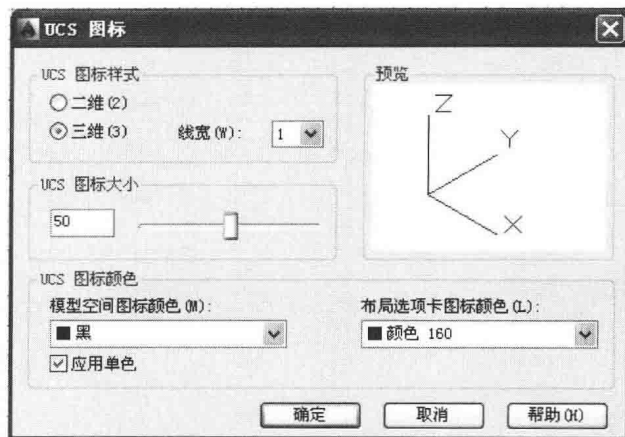 UCS 图标
UCS 图标样式
二维(2)
三维(3)
线宽(W):
1
预览
Z
Y
X
UCS 图标大小
50
UCS 图标颜色
模型空间图标颜色(M):
黑
应用单色
布局选项卡图标颜色(L):
颜色 160
确定
取消
帮助(H)